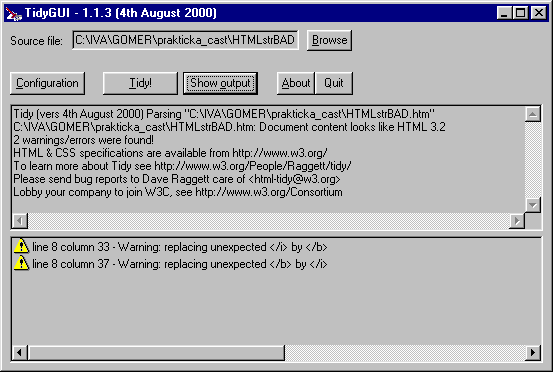 TidyGUI - 1.1.3 (4th August 2000)
Source file: C:\IVA\GOMER\prakticka_cast\HTMLstrBAD Browse
Configuration Tidy! Show output About Quit
Tidy (vers 4th August 2000) Parsing "C:\IVA\GOMER\prakticka_cast\HTMLstrBAD.htm"
C:\IVA\GOMER\prakticka_cast\HTMLstrBAD.htm: Document content looks like HTML 3.2
2 warnings/errors were found!
HTML & CSS specifications are available from http://www.w3.org/
To learn more about Tidy see http://www.w3.org/People/Raggett/tidy/
Please send bug reports to Dave Raggett care of <html-tidy@w3.org>
Lobby your company to join W3C, see http://www.w3.org/Consortium
line 8 column 33 - Warning: replacing unexpected </i> by </b>
line 8 column 37 - Warning: replacing unexpected </b> by </i>